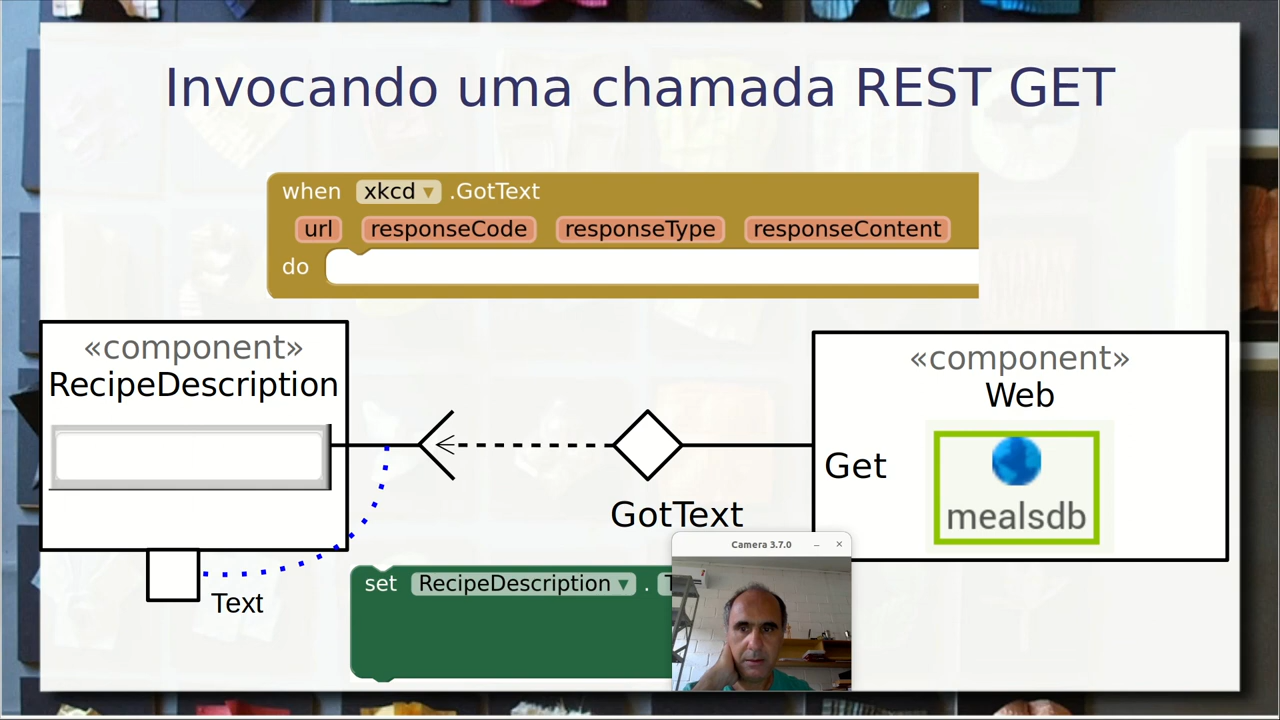 Invocando uma chamada REST GET
when xkcd ▾ .GotText
url responseCode responseType responseContent
do
«component»
RecipeDescription
«component»
Web
Get
mealsdb
GotText
Text
set RecipeDescription ▾ .
Camera 3.7.0 – ×